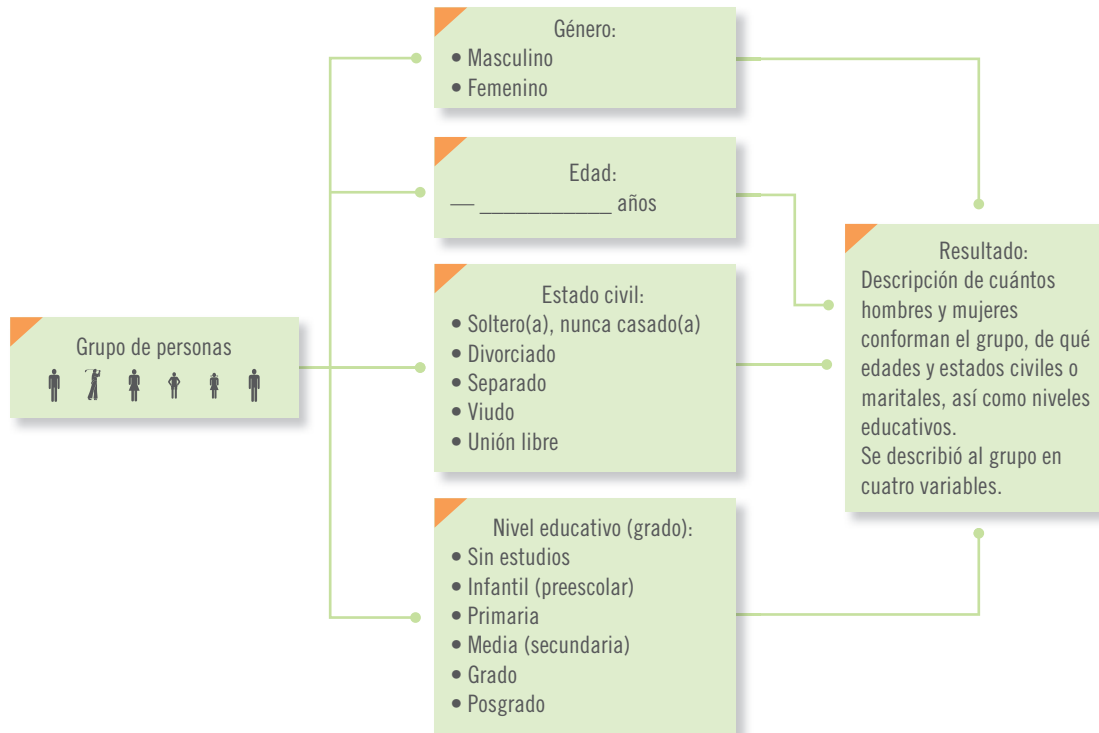 Grupo de personas
Género:
• Masculino
• Femenino
Edad:
— ____________ años
Estado civil:
• Soltero(a), nunca casado(a)
• Divorciado
• Separado
• Viudo
• Unión libre
Nivel educativo (grado):
• Sin estudios
• Infantil (preescolar)
• Primaria
• Media (secundaria)
• Grado
• Posgrado
Resultado:
Descripción de cuántos
hombres y mujeres
conforman el grupo, de qué
edades y estados civiles o
maritales, así como niveles
educativos.
Se describió al grupo en
cuatro variables.